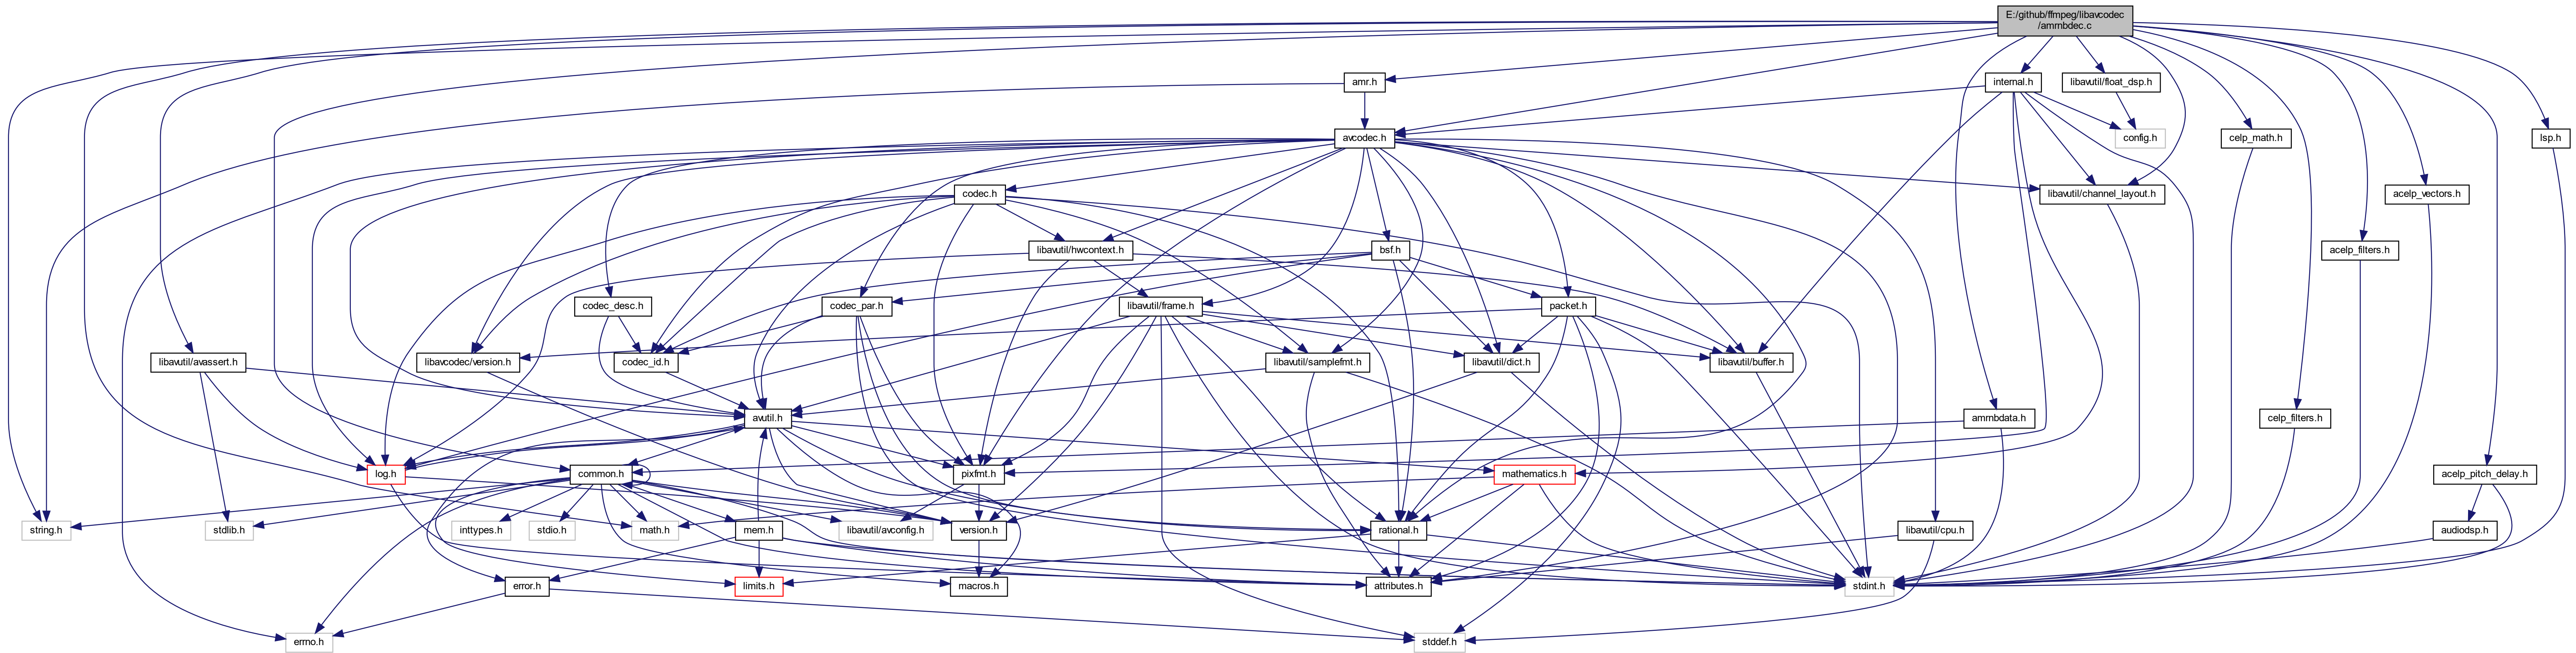 E:/github/ffmpeg/libavcodec
/amrnbdec.c
amr.h
internal.h
libavutil/float_dsp.h
avcodec.h
config.h
celp_math.h
lsp.h
codec.h
libavutil/channel_layout.h
acelp_vectors.h
libavutil/hwcontext.h
bsf.h
acelp_filters.h
codec_desc.h
codec_par.h
libavutil/frame.h
packet.h
libavutil/avassert.h
libavcodec/version.h
codec_id.h
libavutil/samplefmt.h
libavutil/dict.h
libavutil/buffer.h
avutil.h
amrnbdata.h
celp_filters.h
log.h
common.h
pixfmt.h
mathematics.h
acelp_pitch_delay.h
string.h
stdlib.h
inttypes.h
stdio.h
math.h
mem.h
libavutil/avconfig.h
version.h
rational.h
libavutil/cpu.h
audiodsp.h
error.h
limits.h
macros.h
attributes.h
stdint.h
errno.h
stddef.h